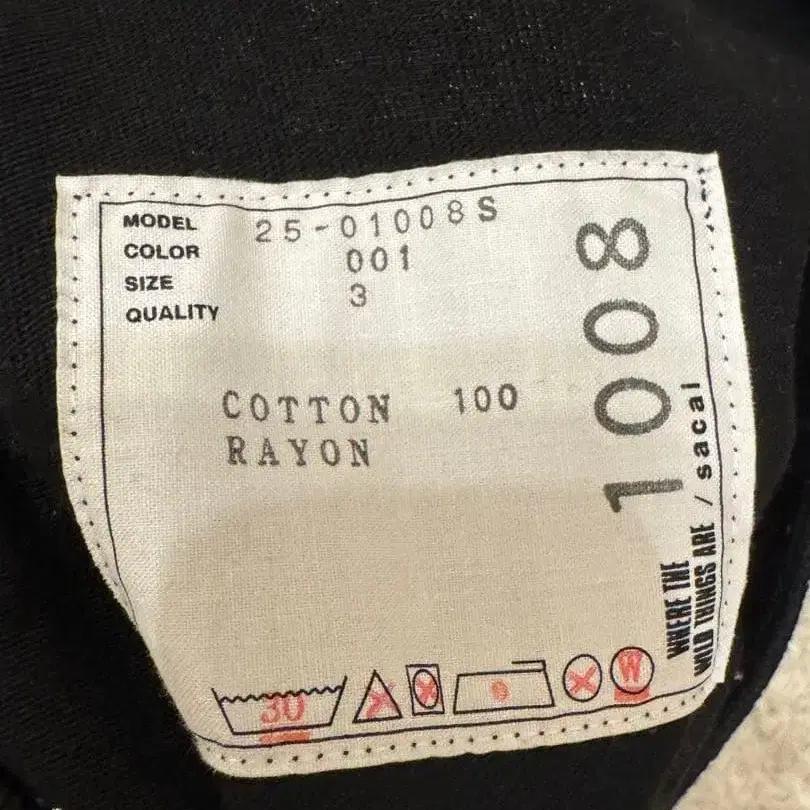 MODEL 25-01008S
COLOR 001
SIZE 3
QUALITY
COTTON 100
RAYON
1008
WHERE THE
WILD THINGS ARE / sacai
30
W